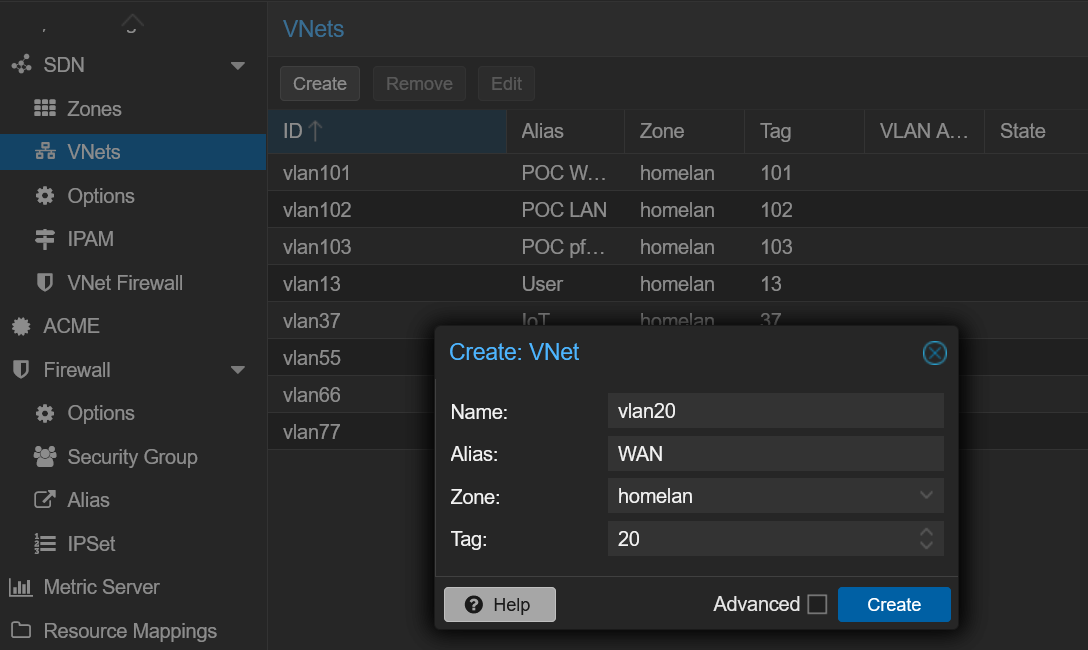 VNets
SDN
Zones
VNets
Options
IPAM
VNet Firewall
ACME
Firewall
Options
Security Group
Alias
IPSet
Metric Server
Resource Mappings
Create Remove Edit
ID Alias Zone Tag VLAN A... State
vlan101 POC W... homelan 101
vlan102 POC LAN homelan 102
vlan103 POC pf... homelan 103
vlan13 User homelan 13
vlan37 IoT homelan 37
vlan55
vlan66
vlan77
Create: VNet
Name: vlan20
Alias: WAN
Zone: homelan
Tag: 20
Help Advanced Create